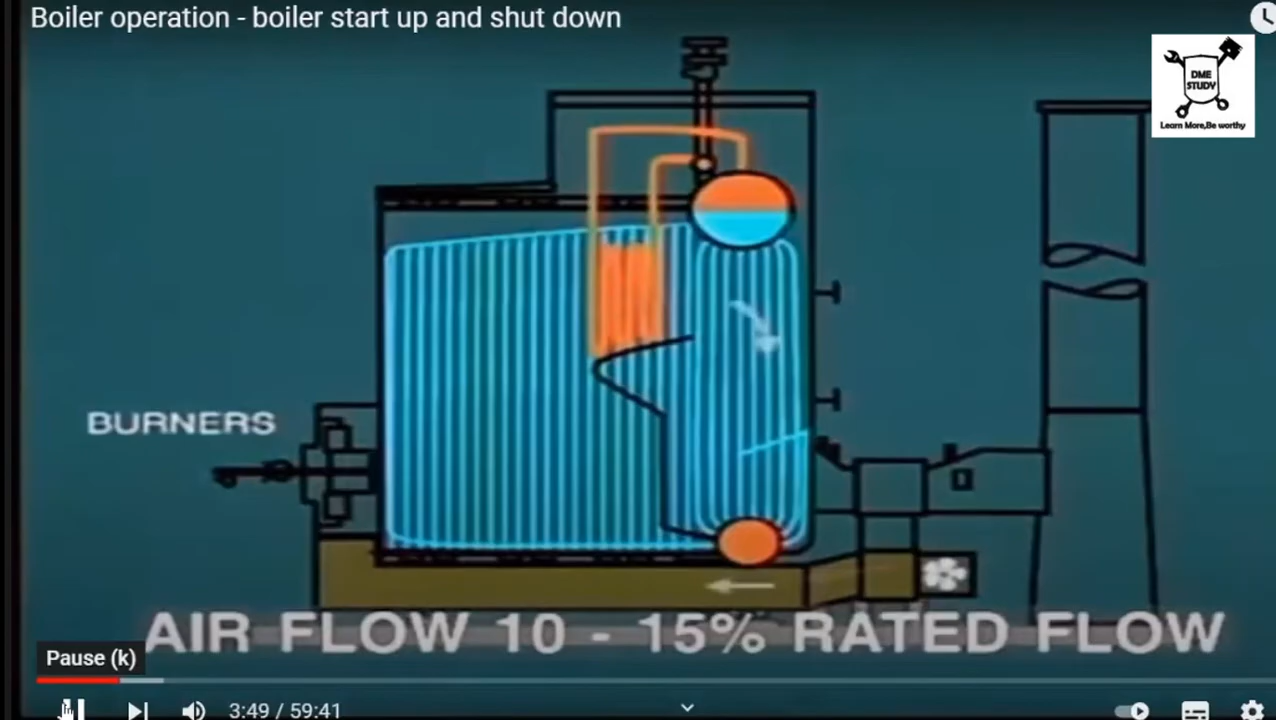 Boiler operation - boiler start up and shut down
DME
STUDY
Learn More,Be worthy
BURNERS
AIR FLOW 10 - 15% RATED FLOW
Pause (k)
3:49 / 59:41